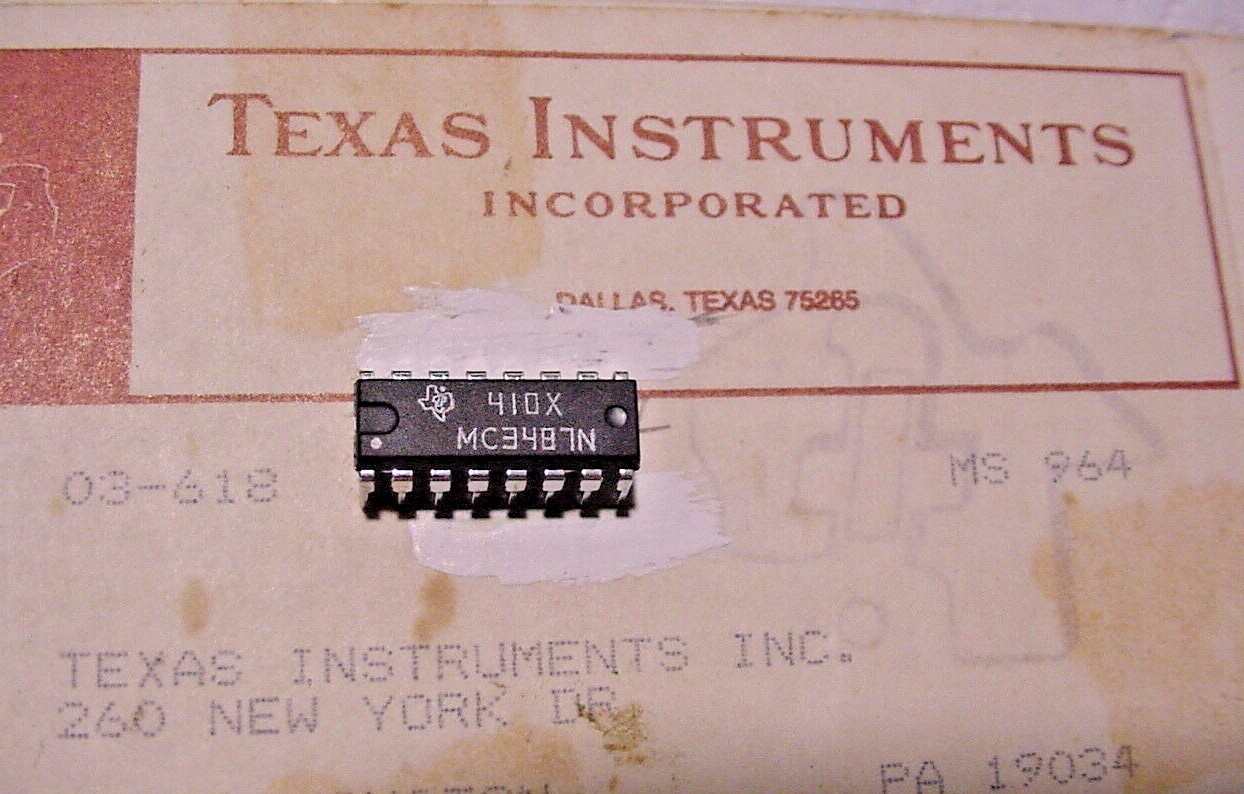 TEXAS INSTRUMENTS
INCORPORATED
DALLAS, TEXAS 75265
410X
MC3487N
03-618
MS 964
TEXAS INSTRUMENTS INC.
260 NEW YORK DR
PA 19034